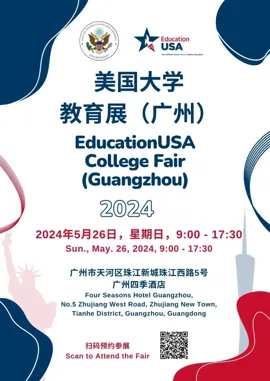 Education
USA
美国大学
教育展（广州）
EducationUSA
College Fair
(Guangzhou)
2024
2024年5月26日，星期日，9:00 - 17:30
Sun., May. 26, 2024, 9:00 - 17:30
广州市天河区珠江新城珠江西路5号
广州四季酒店
Four Seasons Hotel Guangzhou,
No.5 Zhujiang West Road, Zhujiang New Town,
Tianhe District, Guangzhou, Guangdong
扫码预约参展
Scan to Attend the Fair